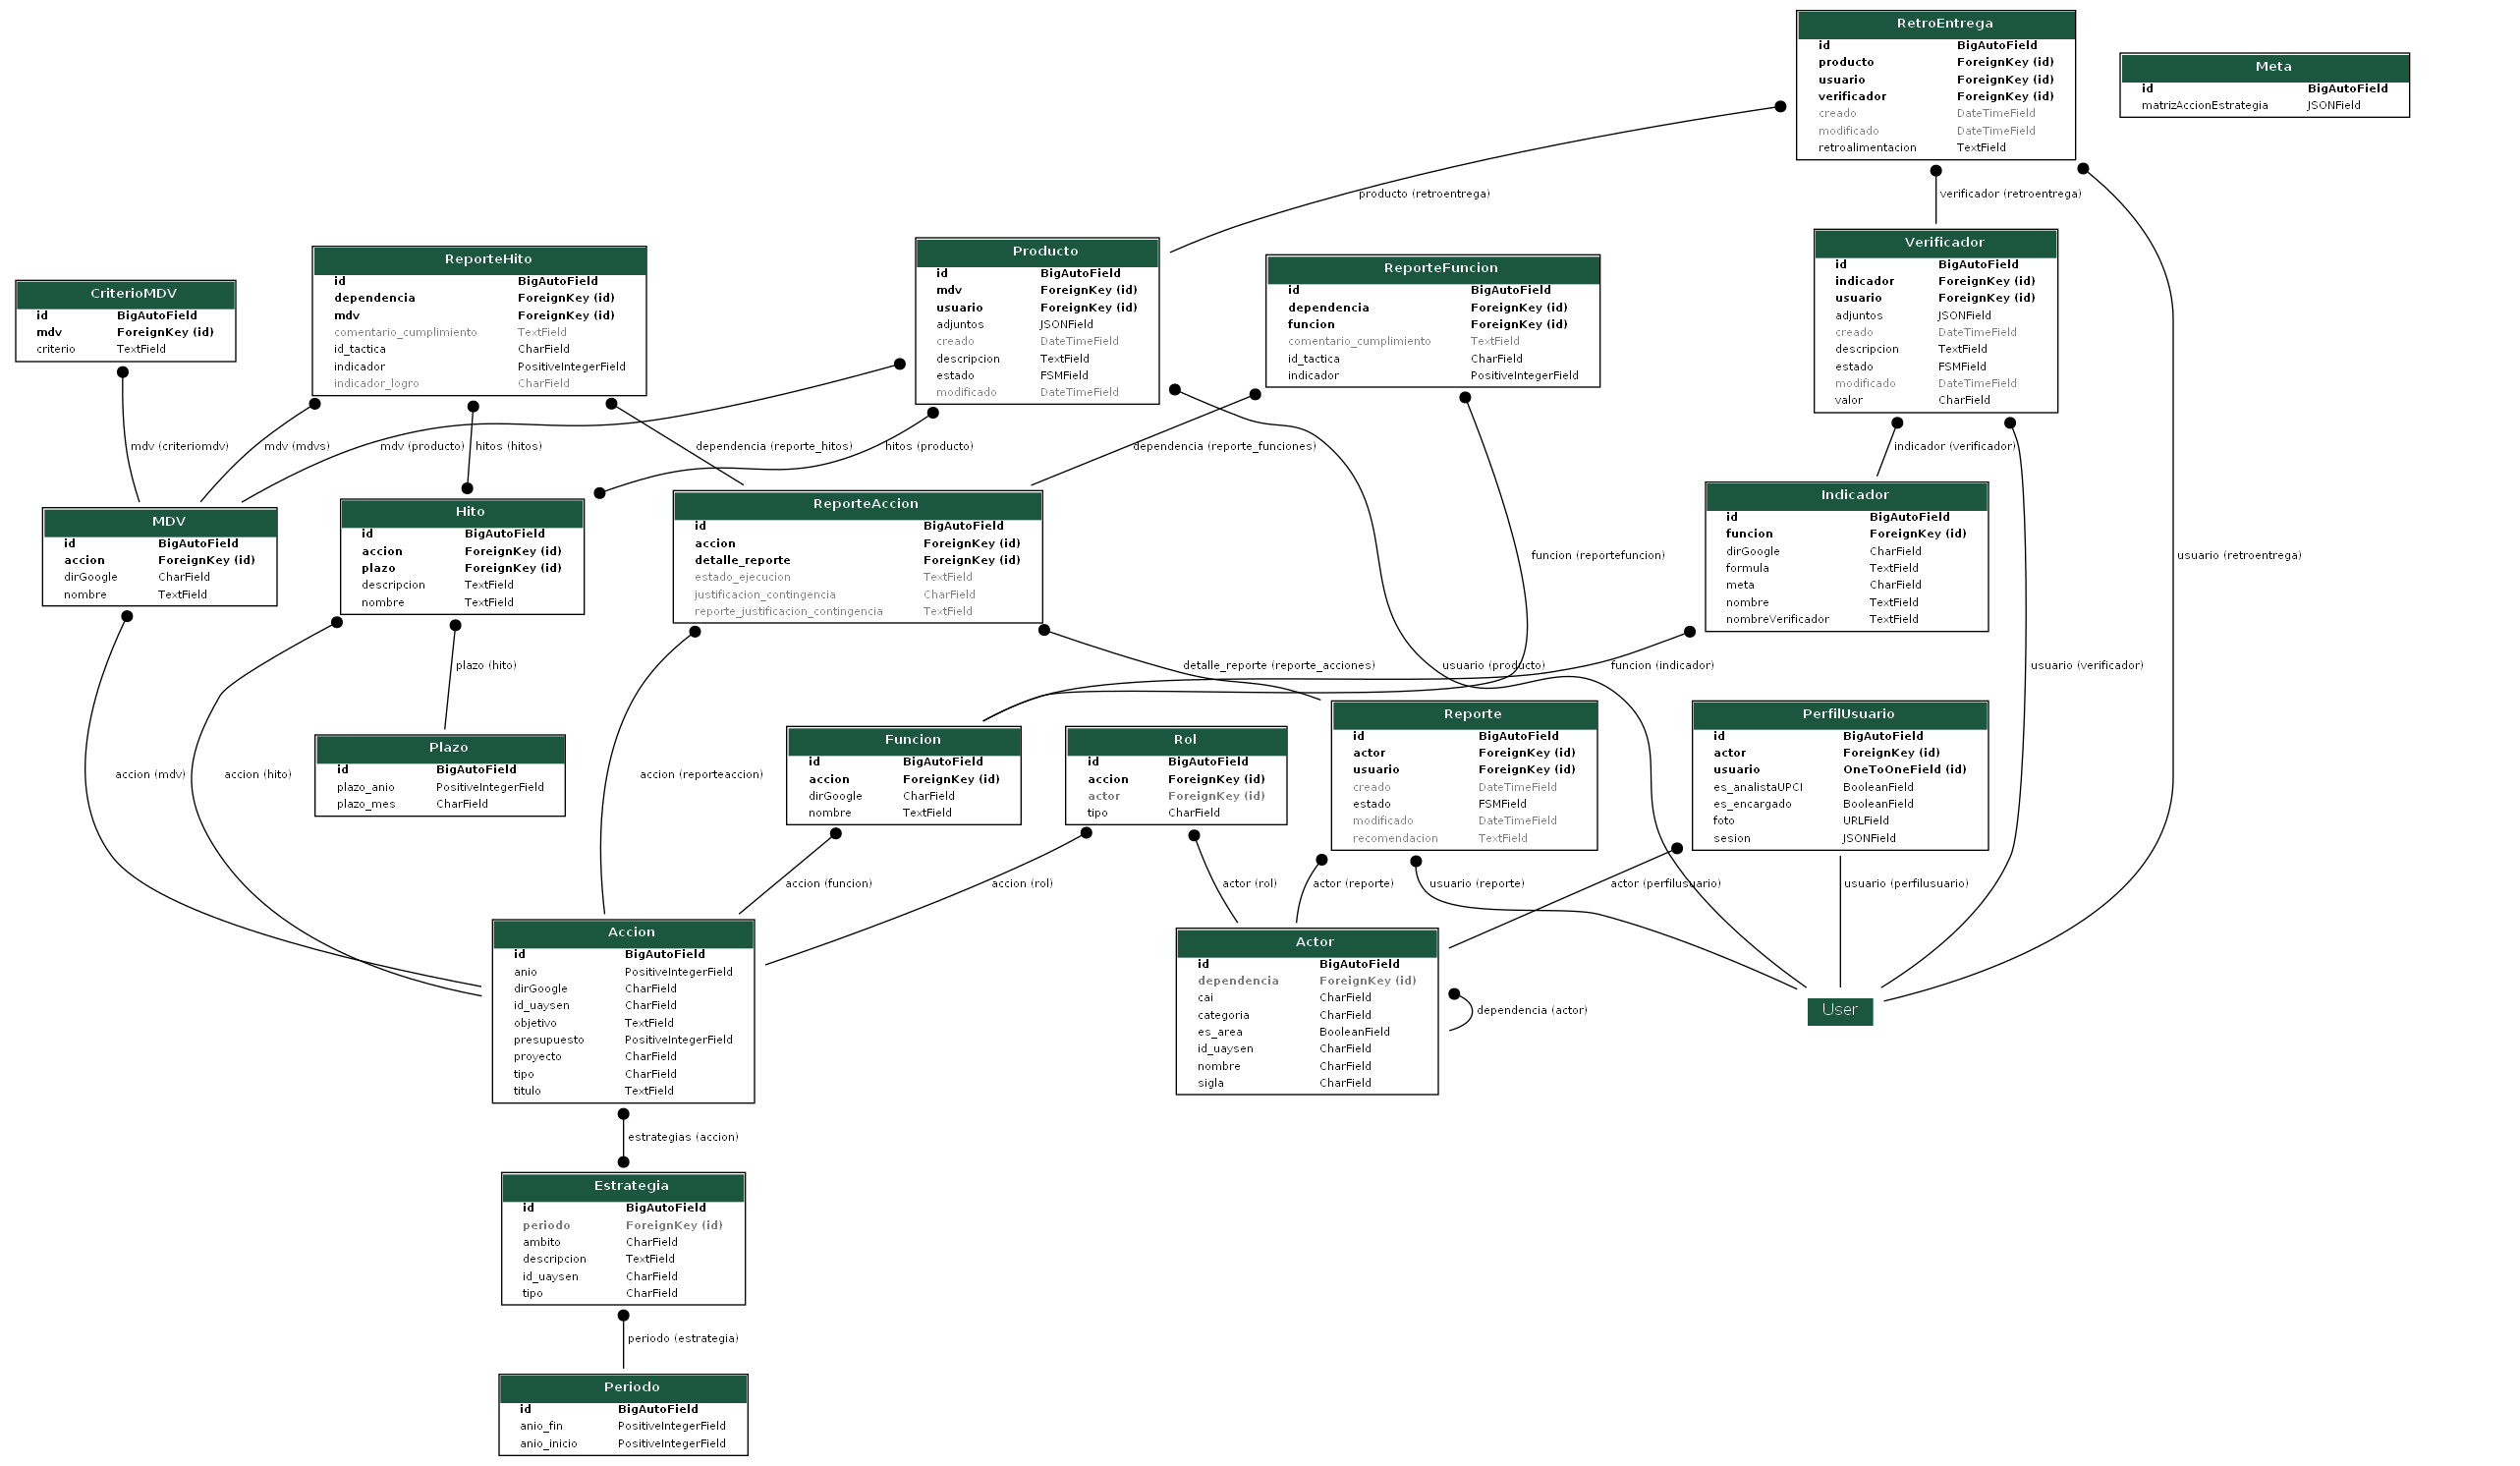 RetroEntrega
id BigAutoField
producto ForeignKey (id)
usuario ForeignKey (id)
verificador ForeignKey (id)
creado DateTimeField
modificado DateTimeField
retroalimentacion TextField
Meta
id BigAutoField
matrizAccionEstrategia JSONField
producto (retroentrega)
verificador (retroentrega)
CriterioMDV
id BigAutoField
mdv ForeignKey (id)
criterio TextField
ReporteHito
id BigAutoField
dependencia ForeignKey (id)
mdv ForeignKey (id)
comentario_cumplimiento TextField
id_tactica CharField
indicador PositiveIntegerField
indicador_logro CharField
Producto
id BigAutoField
mdv ForeignKey (id)
usuario ForeignKey (id)
adjuntos JSONField
creado DateTimeField
descripcion TextField
estado FSMField
modificado DateTimeField
ReporteFuncion
id BigAutoField
dependencia ForeignKey (id)
funcion ForeignKey (id)
comentario_cumplimiento TextField
id_tactica CharField
indicador PositiveIntegerField
Verificador
id BigAutoField
indicador ForeignKey (id)
usuario ForeignKey (id)
adjuntos JSONField
creado DateTimeField
descripcion TextField
estado FSMField
modificado DateTimeField
valor CharField
mdv (criteriomdv)
mdv (mdvs)
mdv (producto)
hitos (hitos)
dependencia (reporte_hitos)
hitos (producto)
dependencia (reporte_funciones)
indicador (verificador)
MDV
id BigAutoField
accion ForeignKey (id)
dirGoogle CharField
nombre TextField
Hito
id BigAutoField
accion ForeignKey (id)
plazo ForeignKey (id)
descripcion TextField
nombre TextField
ReporteAccion
id BigAutoField
accion ForeignKey (id)
detalle_reporte ForeignKey (id)
estado_ejecucion TextField
justificacion_contingencia CharField
reporte_justificacion_contingencia TextField
funcion (reportefuncion)
Indicador
id BigAutoField
funcion ForeignKey (id)
dirGoogle CharField
formula TextField
meta CharField
nombre TextField
nombreVerificador TextField
usuario (retroentrega)
plazo (hito)
detalle_reporte (reporte_acciones)
usuario (producto)
funcion (indicador)
usuario (verificador)
accion (mdv)
accion (hito)
Plazo
id BigAutoField
plazo_anio PositiveIntegerField
plazo_mes CharField
accion (reporteaccion)
Funcion
id BigAutoField
accion ForeignKey (id)
dirGoogle CharField
nombre TextField
Rol
id BigAutoField
accion ForeignKey (id)
actor ForeignKey (id)
tipo CharField
Reporte
id BigAutoField
actor ForeignKey (id)
usuario ForeignKey (id)
creado DateTimeField
estado FSMField
modificado DateTimeField
recomendacion TextField
PerfilUsuario
id BigAutoField
actor ForeignKey (id)
usuario OneToOneField (id)
es_analistaUPCI BooleanField
es_encargado BooleanField
foto URLField
sesion JSONField
accion (funcion)
accion (rol)
actor (rol)
actor (reporte)
usuario (reporte)
actor (perfilusuario)
usuario (perfilusuario)
Accion
id BigAutoField
anio PositiveIntegerField
dirGoogle CharField
id_uaysen CharField
objetivo TextField
presupuesto PositiveIntegerField
proyecto CharField
tipo CharField
titulo TextField
Actor
id BigAutoField
dependencia ForeignKey (id)
cai CharField
categoria CharField
es_area BooleanField
id_uaysen CharField
nombre CharField
sigla CharField
dependencia (actor)
User
estrategias (accion)
Estrategia
id BigAutoField
periodo ForeignKey (id)
ambito CharField
descripcion TextField
id_uaysen CharField
tipo CharField
periodo (estrategia)
Periodo
id BigAutoField
anio_fin PositiveIntegerField
anio_inicio PositiveIntegerField